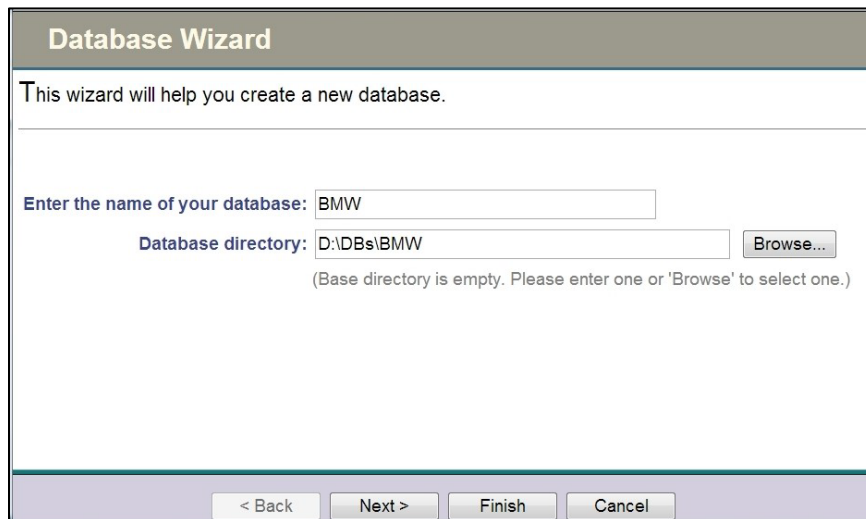 Database Wizard
This wizard will help you create a new database.
Enter the name of your database: BMW
Database directory: D:\DBs\BMW Browse...
(Base directory is empty. Please enter one or 'Browse' to select one.)
< Back Next > Finish Cancel